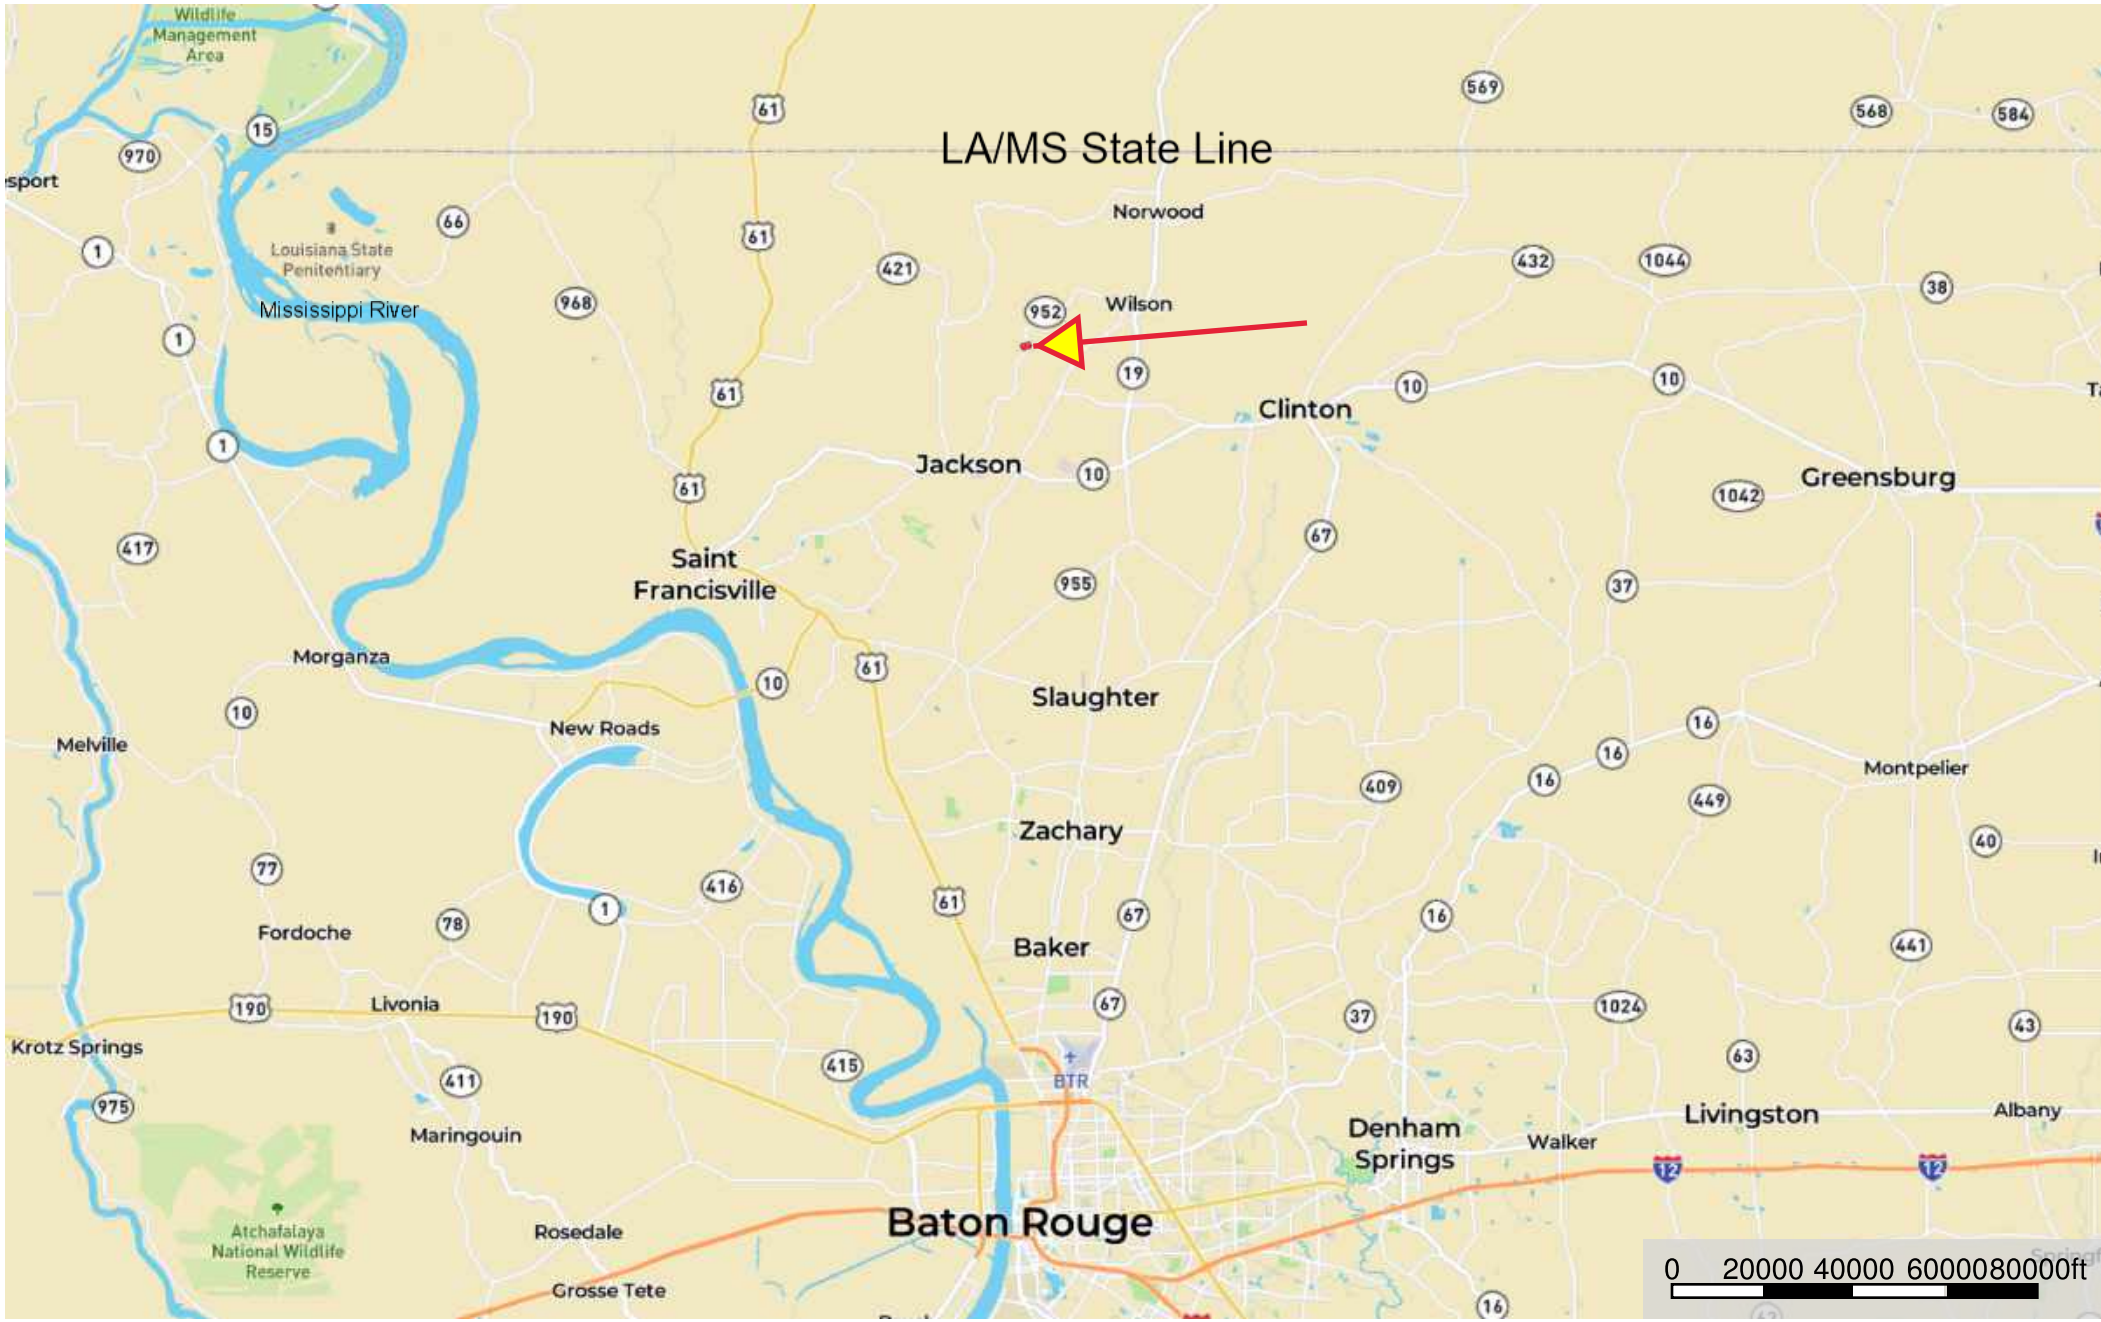 Wildlife
Management
Area
61
569
568
584
15
970
LA/MS State Line
1
66
61
Norwood
421
432
1044
38
Louisiana State
Penitentiary
Mississippi River
968
952
Wilson
1
61
19
10
10
Clinton
1
Jackson
10
61
1042
Greensburg
417
67
Saint
Francisville
955
37
Morganza
61
10
Slaughter
10
New Roads
16
Melville
16
16
Montpelier
409
449
Zachary
40
77
416
61
67
16
78
Fordoche
Baker
441
190
Livonia
190
67
37
1024
43
Krotz Springs
415
BTR
63
411
975
Maringouin
Denham
Springs
Walker
Livingston
Albany
12
12
Atchafalaya
National Wildlife
Reserve
Rosedale
Baton Rouge
Grosse Tete
16
0 20000 40000 60000 80000ft